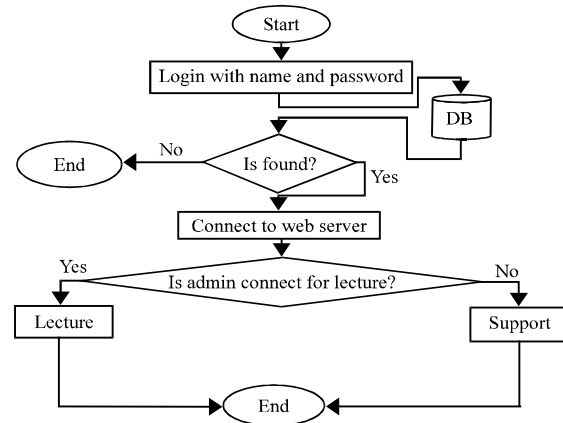 Start
Login with name and password
DB
No
End
Is found?
Yes
Connect to web server
Yes
Is admin connect for lecture?
No
Lecture
Support
End